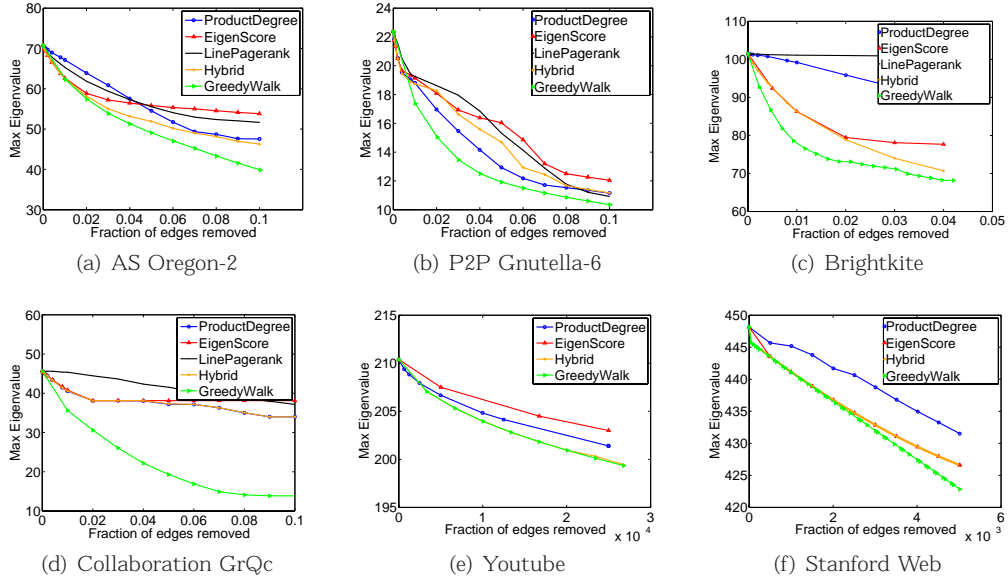 80
70
60
50
40
30
0 0.02 0.04 0.06 0.08 0.1
Max Eigenvalue
Fraction of edges removed
ProductDegree
EigenScore
LinePagerank
Hybrid
GreedyWalk
(a) AS Oregon-2
24
22
20
18
16
14
12
10
0 0.02 0.04 0.06 0.08 0.1
Max Eigenvalue
Fraction of edges removed
ProductDegree
EigenScore
LinePagerank
Hybrid
GreedyWalk
(b) P2P Gnutella-6
110
100
90
80
70
60
0 0.01 0.02 0.03 0.04 0.05
Max Eigenvalue
Fraction of edges removed
ProductDegree
EigenScore
LinePagerank
Hybrid
GreedyWalk
(c) Brightkite
60
50
40
30
20
10
0 0.02 0.04 0.06 0.08 0.1
Max Eigenvalue
Fraction of edges removed
ProductDegree
EigenScore
LinePagerank
Hybrid
GreedyWalk
(d) Collaboration GrQc
215
210
205
200
195
0 1 2 3
x 10 4
Max Eigenvalue
Fraction of edges removed
ProductDegree
EigenScore
Hybrid
GreedyWalk
(e) Youtube
450
445
440
435
430
425
420
0 2 4 6
x 10 3
Max Eigenvalue
Fraction of edges removed
ProductDegree
EigenScore
Hybrid
GreedyWalk
(f) Stanford Web